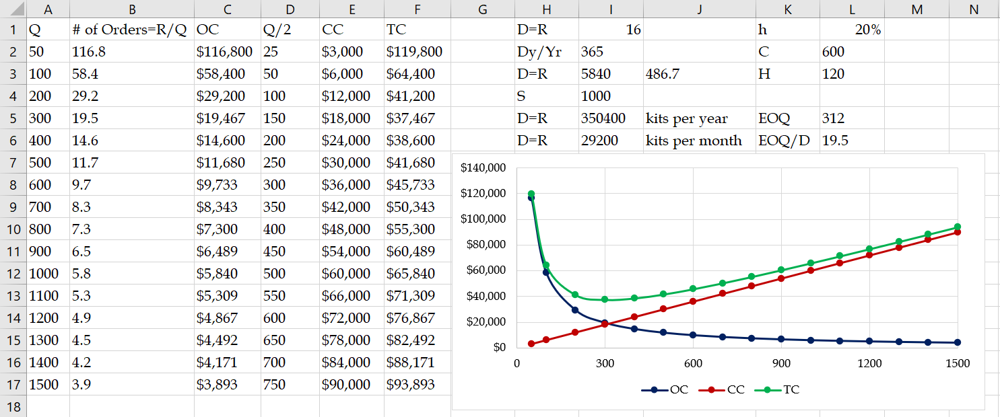 A B C D E F G H I J K L M N
1 Q # of Orders=R/Q OC Q/2 CC TC D=R 16 h 20%
2 50 116.8 $116,800 25 $3,000 $119,800 Dy/Yr 365 C 600
3 100 58.4 $58,400 50 $6,000 $64,400 D=R 5840 486.7 H 120
4 200 29.2 $29,200 100 $12,000 $41,200 S 1000
5 300 19.5 $19,467 150 $18,000 $37,467 D=R 350400 kits per year EOQ 312
6 400 14.6 $14,600 200 $24,000 $38,600 D=R 29200 kits per month EOQ/D 19.5
7 500 11.7 $11,680 250 $30,000 $41,680
8 600 9.7 $9,733 300 $36,000 $45,733
9 700 8.3 $8,343 350 $42,000 $50,343
10 800 7.3 $7,300 400 $48,000 $55,300
11 900 6.5 $6,489 450 $54,000 $60,489
12 1000 5.8 $5,840 500 $60,000 $65,840
13 1100 5.3 $5,309 550 $66,000 $71,309
14 1200 4.9 $4,867 600 $72,000 $76,867
15 1300 4.5 $4,492 650 $78,000 $82,492
16 1400 4.2 $4,171 700 $84,000 $88,171
17 1500 3.9 $3,893 750 $90,000 $93,893
18
$140,000
$120,000
$100,000
$80,000
$60,000
$40,000
$20,000
$0
0 300 600 900 1200 1500
OC CC TC